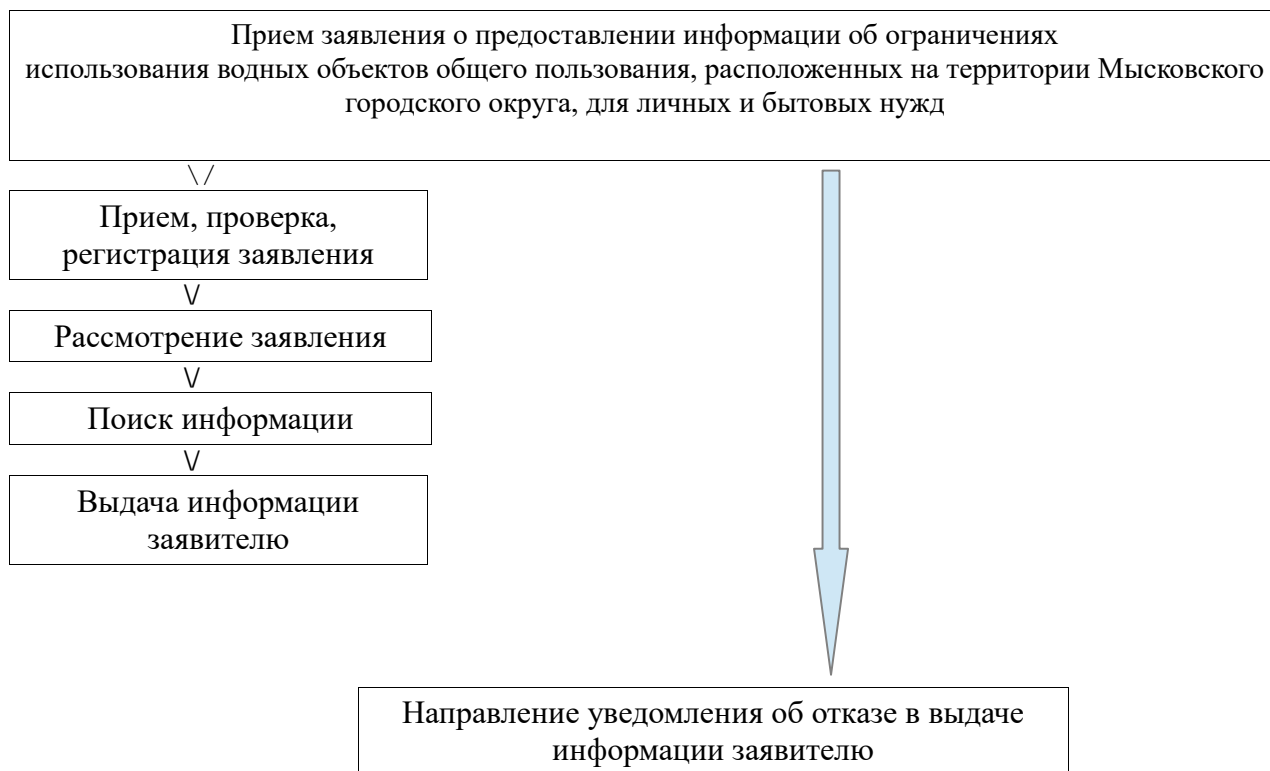 Прием заявления о предоставлении информации об ограничениях
использования водных объектов общего пользования, расположенных на территории Мысковского
городского округа, для личных и бытовых нужд
\ /
Прием, проверка,
регистрация заявления
\/
Рассмотрение заявления
\/
Поиск информации
\/
Выдача информации
заявителю
Направление уведомления об отказе в выдаче
информации заявителю